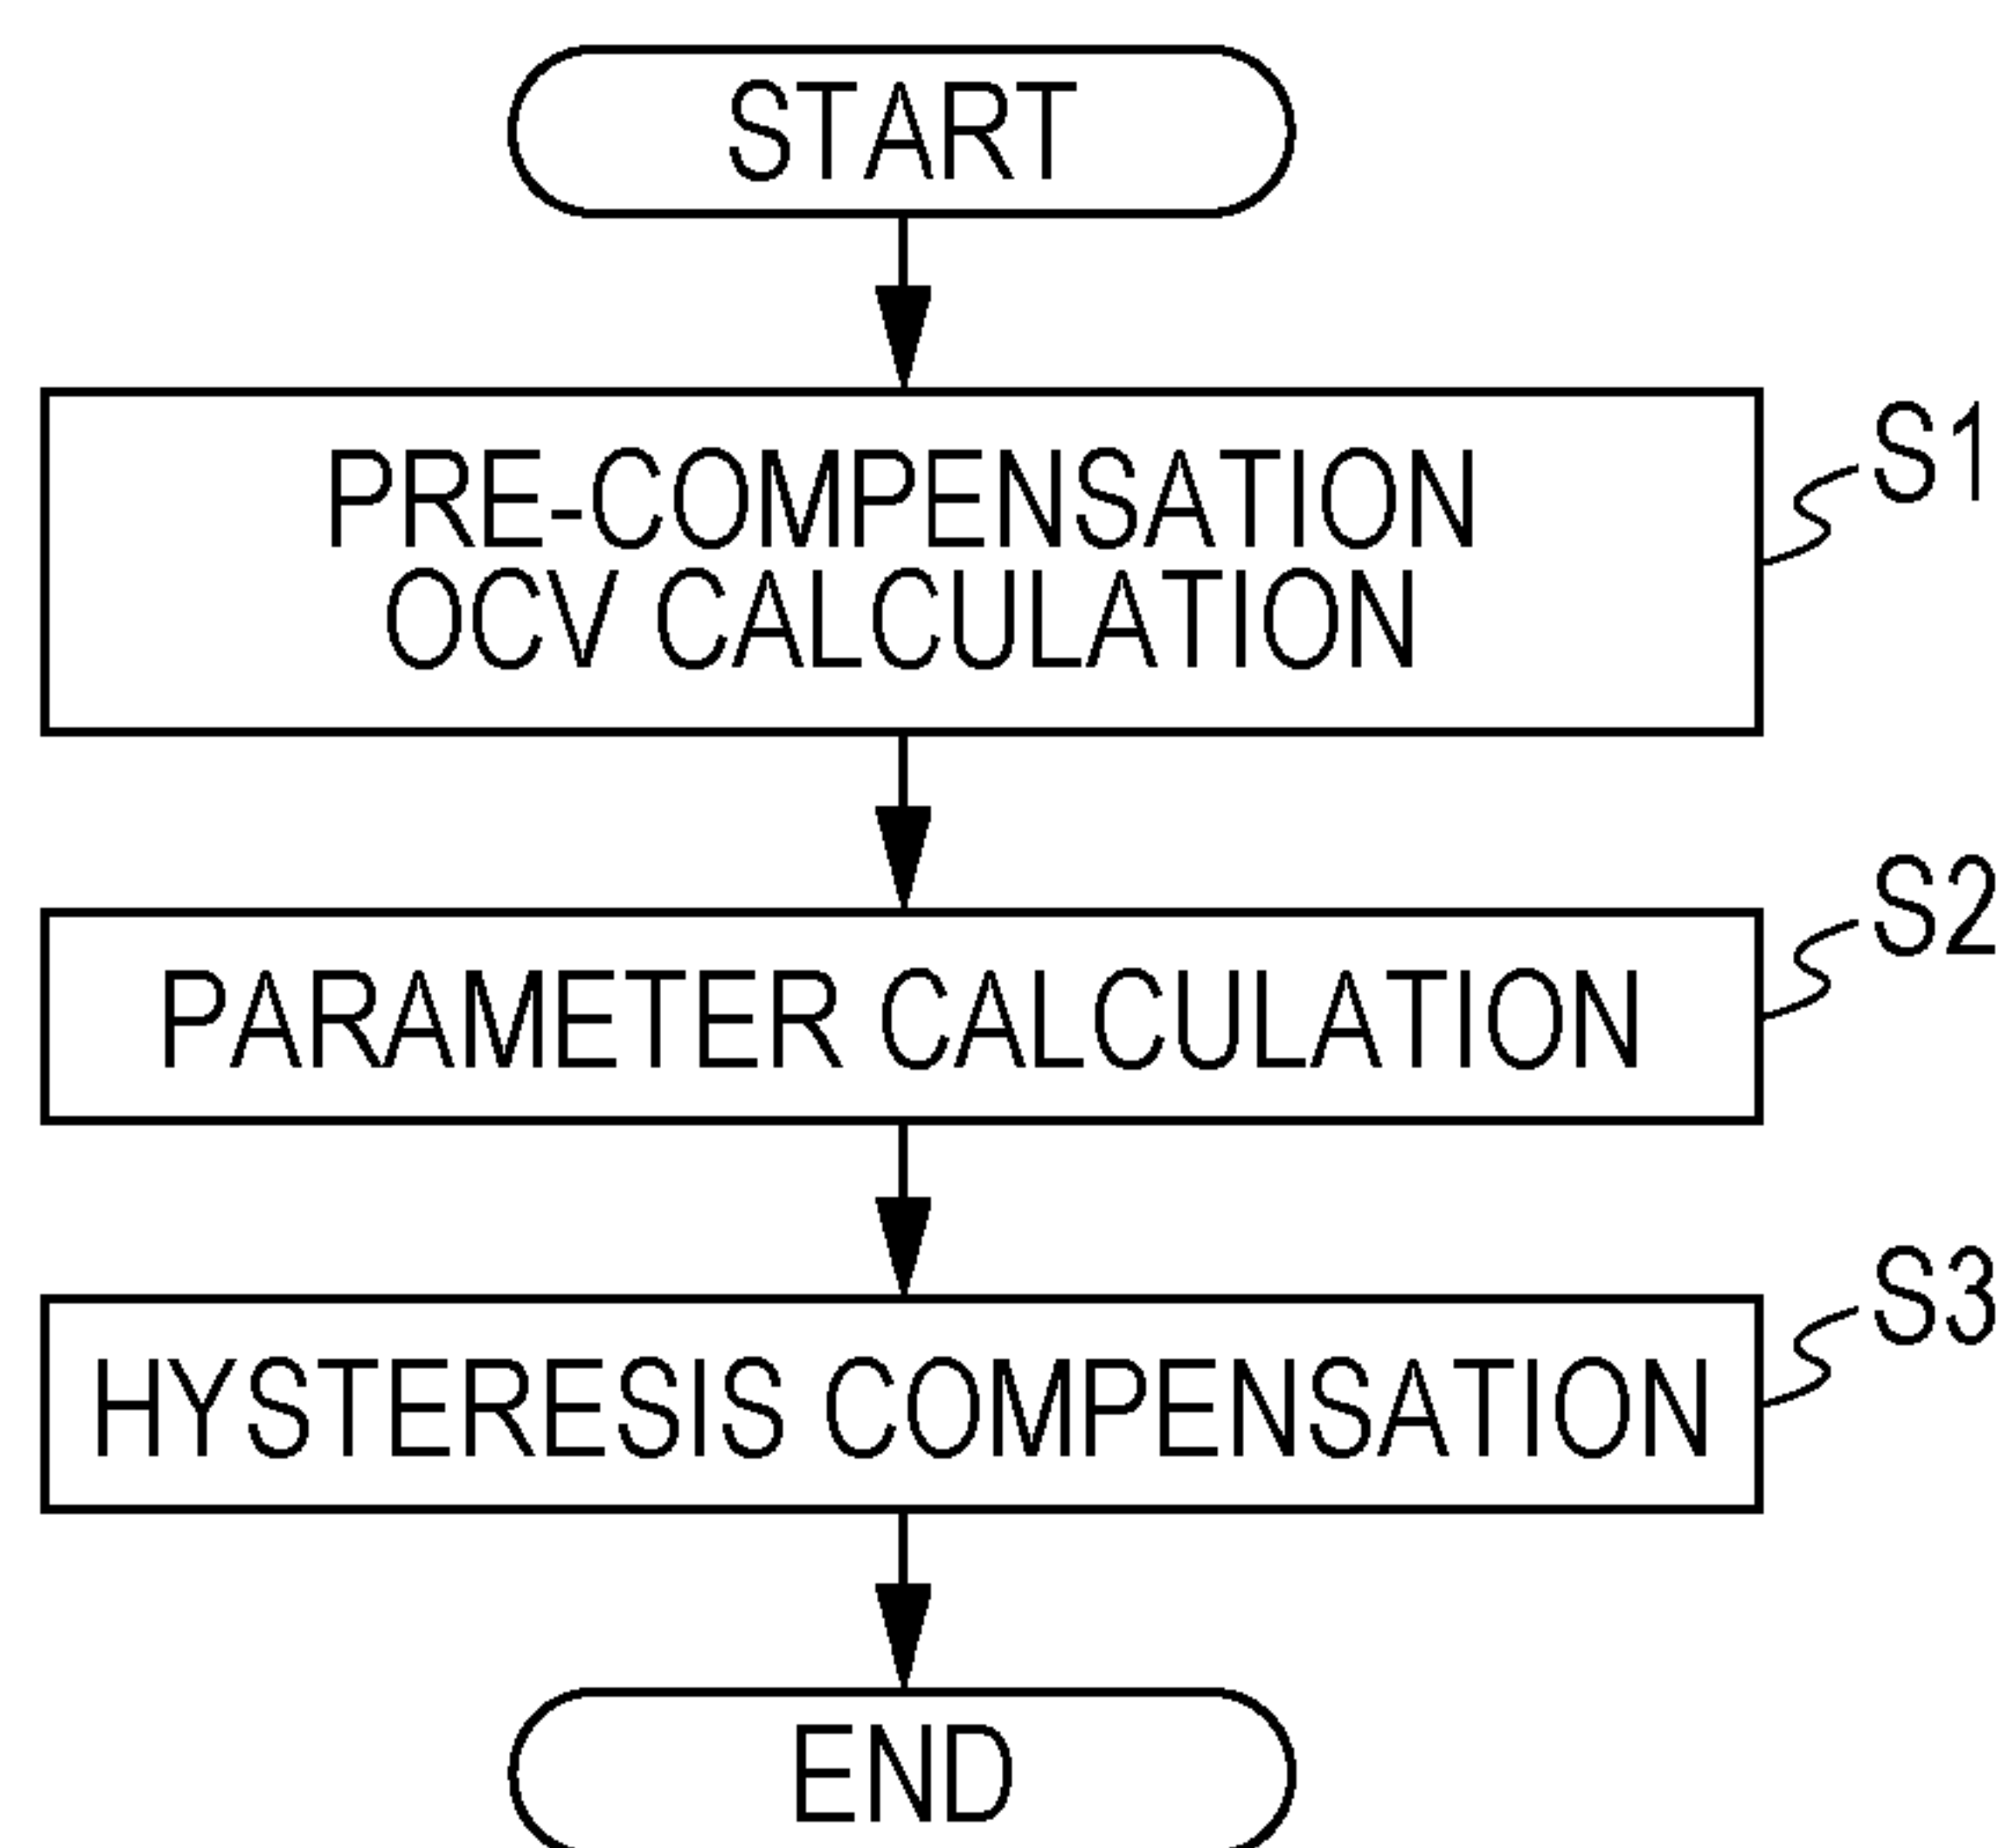 START
PRE-COMPENSATION
OCV CALCULATION
S1
PARAMETER CALCULATION
S2
HYSTERESIS COMPENSATION
S3
END